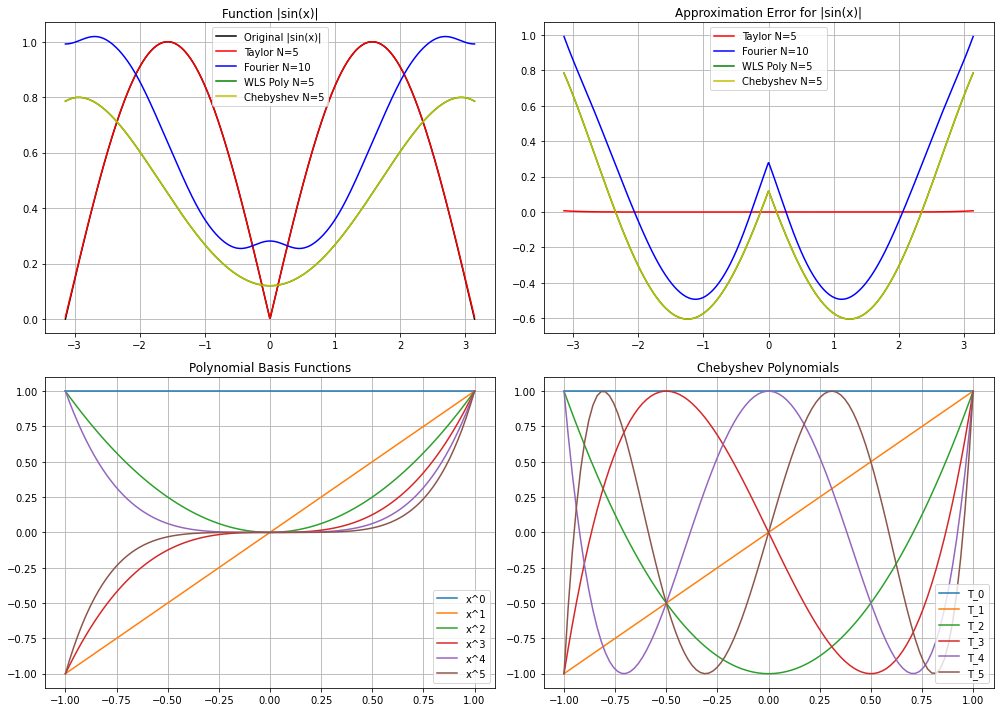 Function |sin(x)|
1.0
0.8
0.6
0.4
0.2
0.0
Original |sin(x)|
Taylor N=5
Fourier N=10
WLS Poly N=5
Chebyshev N=5
−3 −2 −1 0 1 2 3
Approximation Error for |sin(x)|
1.0
0.8
0.6
0.4
0.2
0.0
−0.2
−0.4
−0.6
Taylor N=5
Fourier N=10
WLS Poly N=5
Chebyshev N=5
−3 −2 −1 0 1 2 3
Polynomial Basis Functions
1.00
0.75
0.50
0.25
0.00
−0.25
−0.50
−0.75
−1.00
x^0
x^1
x^2
x^3
x^4
x^5
−1.00 −0.75 −0.50 −0.25 0.00 0.25 0.50 0.75 1.00
Chebyshev Polynomials
1.00
0.75
0.50
0.25
0.00
−0.25
−0.50
−0.75
−1.00
T_0
T_1
T_2
T_3
T_4
T_5
−1.00 −0.75 −0.50 −0.25 0.00 0.25 0.50 0.75 1.00